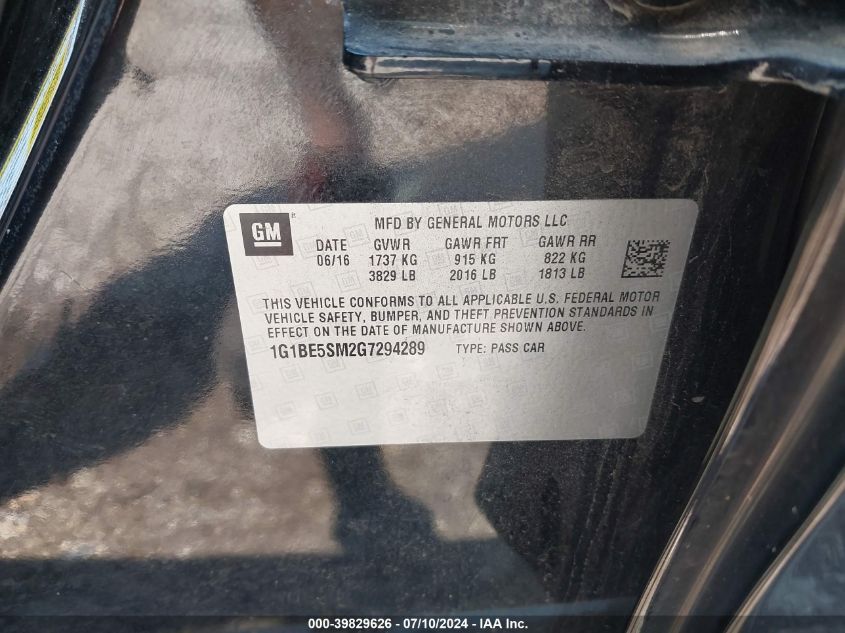 GM
MFD BY GENERAL MOTORS LLC
DATE GVWR GAWR FRT GAWR RR
06/16 1737 KG 915 KG 822 KG
3829 LB 2016 LB 1813 LB
THIS VEHICLE CONFORMS TO ALL APPLICABLE U.S. FEDERAL MOTOR
VEHICLE SAFETY, BUMPER, AND THEFT PREVENTION STANDARDS IN
EFFECT ON THE DATE OF MANUFACTURE SHOWN ABOVE.
1G1BE5SM2G7294289 TYPE: PASS CAR
000-39829626 - 07/10/2024 - IAA Inc.